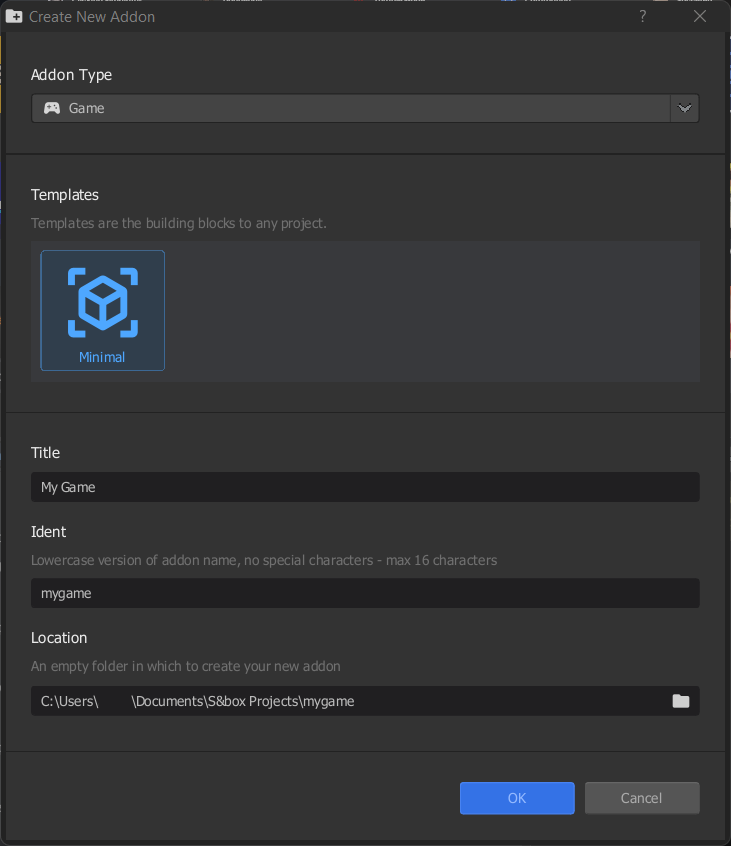 Create New Addon
?
Addon Type
Game
Templates
Templates are the building blocks to any project.
Minimal
Title
My Game
Ident
Lowercase version of addon name, no special characters - max 16 characters
mygame
Location
An empty folder in which to create your new addon
C:\Users\ \Documents\S&box Projects\mygame
OK
Cancel